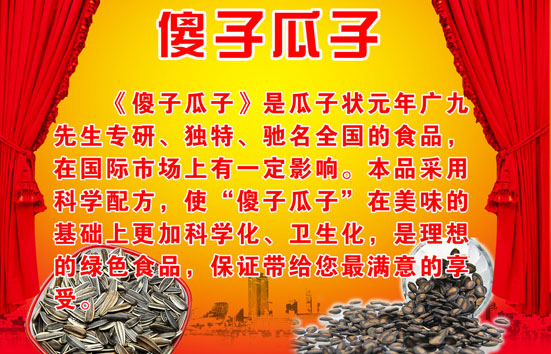 傻子瓜子
《傻子瓜子》是瓜子状元年广九
先生专研、独特、驰名全国的食品，
在国际市场上有一定影响。本品采用
科学配方，使“傻子瓜子”在美味的
基础上更加科学化、卫生化，是理想
的绿色食品，保证带给您最满意的享
受。